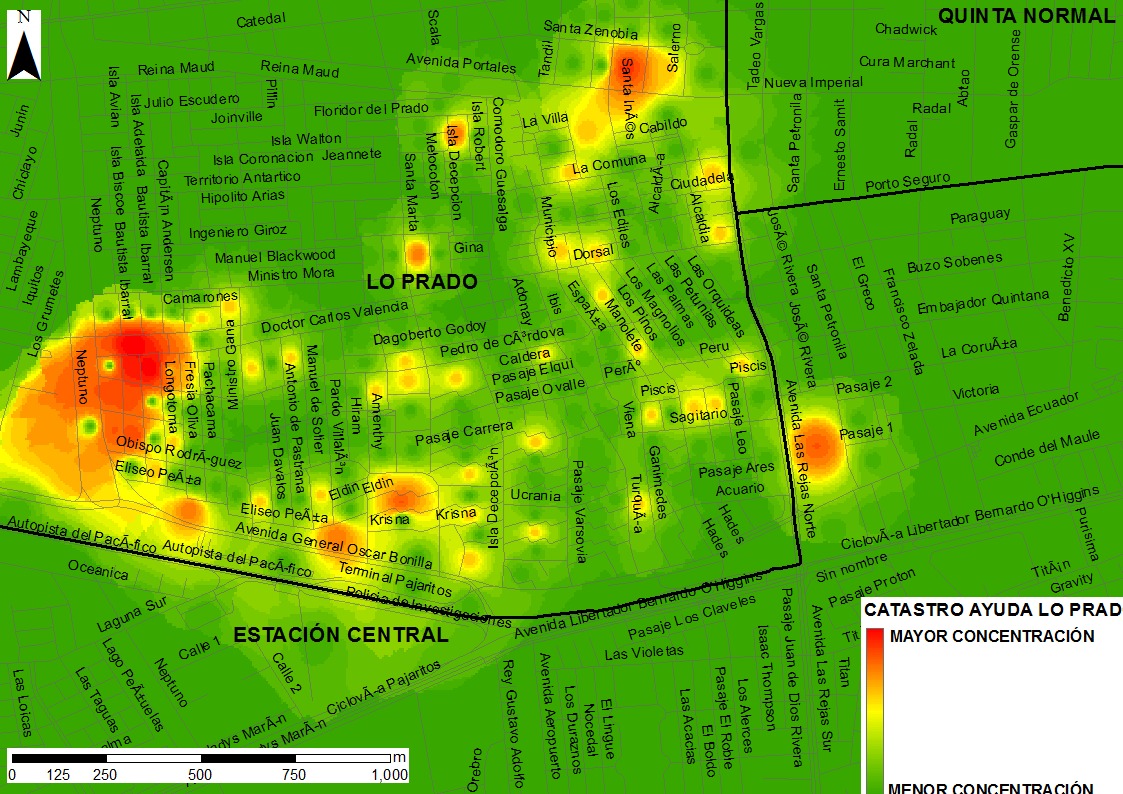 N
Catedal
Scala
Santa Zenobia
Tandil
Salerno
Tadeo Vargas
QUINTA NORMAL
Chadwick
Cura Marchant
Nueva Imperial
Abtao
Gaspar de Orense
Reina Maud
Reina Maud
Avenida Portales
Piffin
Isla Avian
Isla Adelaida
Julio Escudero
Joinville
Floridor del Prado
Isla Robert
Comodoro Guesalga
Santa InÃ©s
La Villa
Cabildo
Radal
Radal
Santa Petronila
Ernesto Samit
Junin
Chiclayo
Isla Walton
Isla Coronacion
Jeannete
Territorio Antartico
Hipolito Arias
Melocoton
Isla Decepcion
Santa Marta
La Comuna
AlcaldÃ-a
Ciudadela
Alcaldia
Porto Seguro
Paraguay
Isla Biscoe
Bautista Ibarral
Bautista Ibarral
CapitÃ¡n Andersen
Neptuno
Lambayeque
Iquitos
Los Grumetes
Ingeniero Giroz
Manuel Blackwood
Ministro Mora
Gina
LO PRADO
Municipio
Los Ediles
Dorsal
JosÃ© Rivera
JosÃ© Rivera
Santa Petronila
El Greco
Francisco Zelada
Buzo Sobenes
Embajador Quintana
Benedicto XV
Camarones
Doctor Carlos Valenda
Dagoberto Godoy
Adonay
Ibis
EspaÃ±a
Manolete
Los Pinos
Los Magnolios
Las Palmas
Las Petunias
Las Orquideas
Pedro de CÃ³rdova
Caldera
Pasaje Elqui
Pasaje Ovalle
PerÃº
Peru
Piscis
Piscis
Sagitario
La CoruÃ±a
Victoria
Pasaje 2
Pasaje 1
Avenida Ecuador
Conde del Maule
Neptuno
Longotoma
Fresia Oliva
Pachacama
Winston Gana
Antonio de Pastrana
Manuel de Soller
Pardo VillalÃ³n
Hiram
Amenthy
Juan Davalos
Pasaje Carrera
Viena
Ganimedes
Pasaje Leo
Avenida Las Rejas Norte
Obispo RodrÃ-guez
Eliseo PeÃ±a
Eliseo PeÃ±a
Eldin
Eldin
Krisna
Krisna
Isla DecepciÃ³n
Ucrania
Pasaje Varsovia
TurquÃ-a
Pasaje Ares
Acuario
Hades
Hades
CiclovÃ-a Libertador Bernardo O'Higgins
Purisima
Autopista del PacÃ-fico
Autopista del PacÃ-fico
Avenida General Oscar Bonilla
Terminal Pajaritos
Policia de Investigaciones
Avenida Libertador Bernardo O'Higgins
Sin nombre
Pasaje Proton
TitÃ¡n
Gravity
Oceanica
Laguna Sur
ESTACIÓN CENTRAL
Pasaje Los Claveles
Las Violetas
Calle 1
Calle 2
Neptuno
Lago PeÃ±uelas
Las Taguas
Las Loicas
CiclovÃ-a Pajaritos
ladys MarÃ-n
dys MarÃ-n
Orebro
Rey Gustavo Adolfo
Avenida Aeropuerto
Los Duraznos
Nocedal
El Lingue
Las Acacias
El Boldo
Pasaje El Roble
Los Alerces
Isaac Thompson
Pasaje Juan de Dios Rivera
Avenida Las Rejas Sur
Titan
Tit
CATASTRO AYUDA LO PRAD
MAYOR CONCENTRACIÓN
MENOR CONCENTRACIÓN
m
0 125 250 500 750 1,000